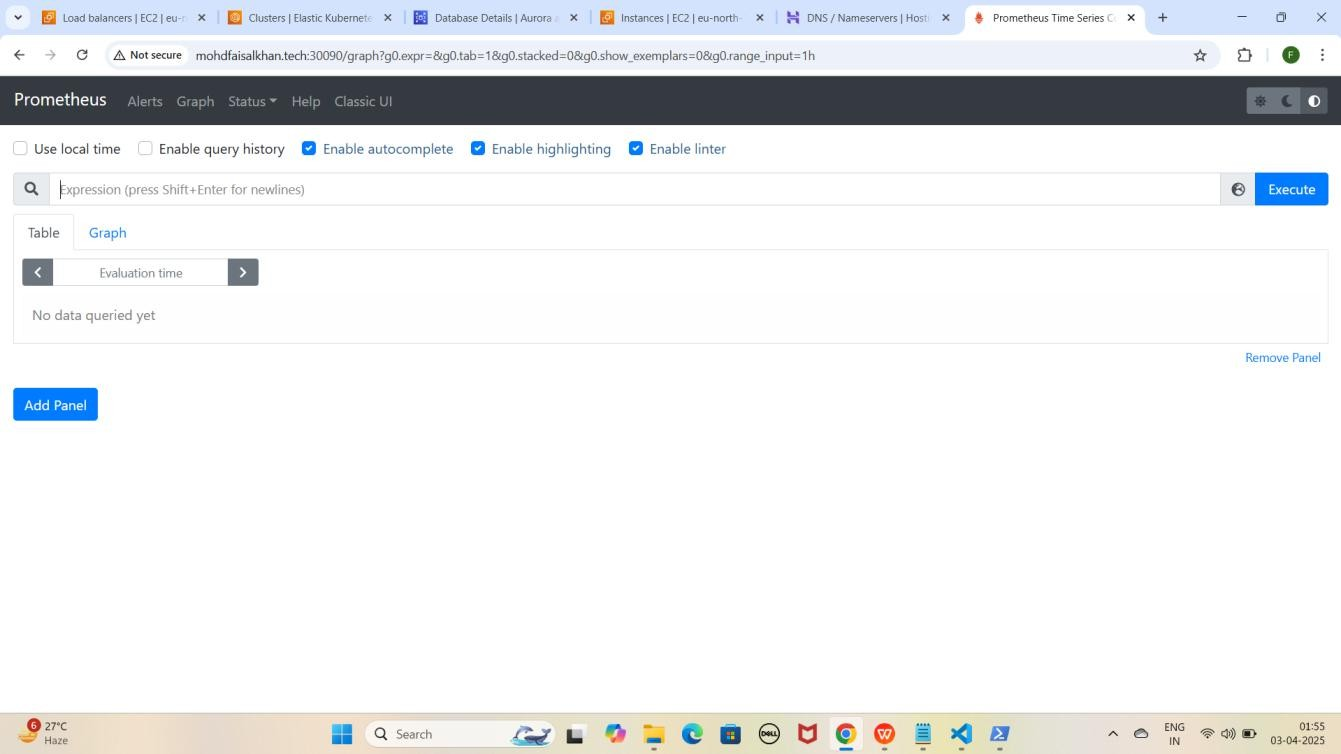 Load balancers | EC2 | eu-n
Clusters | Elastic Kubernete
Database Details | Aurora a
Instances | EC2 | eu-north-
DNS / Nameservers | Hosti
Prometheus Time Series C
Not secure
mohdfaisalkhan.tech:30090/graph?g0.expr=&g0.tab=1&g0.stacked=0&g0.show_exemplars=0&g0.range_input=1h
F
Prometheus Alerts Graph Status Help Classic UI
Use local time Enable query history Enable autocomplete Enable highlighting Enable linter
Expression (press Shift+Enter for newlines)
Execute
Table Graph
Evaluation time
No data queried yet
Remove Panel
Add Panel
6
27°C
Haze
Search
DELL
W
ENG
IN
01:55
03-04-2025